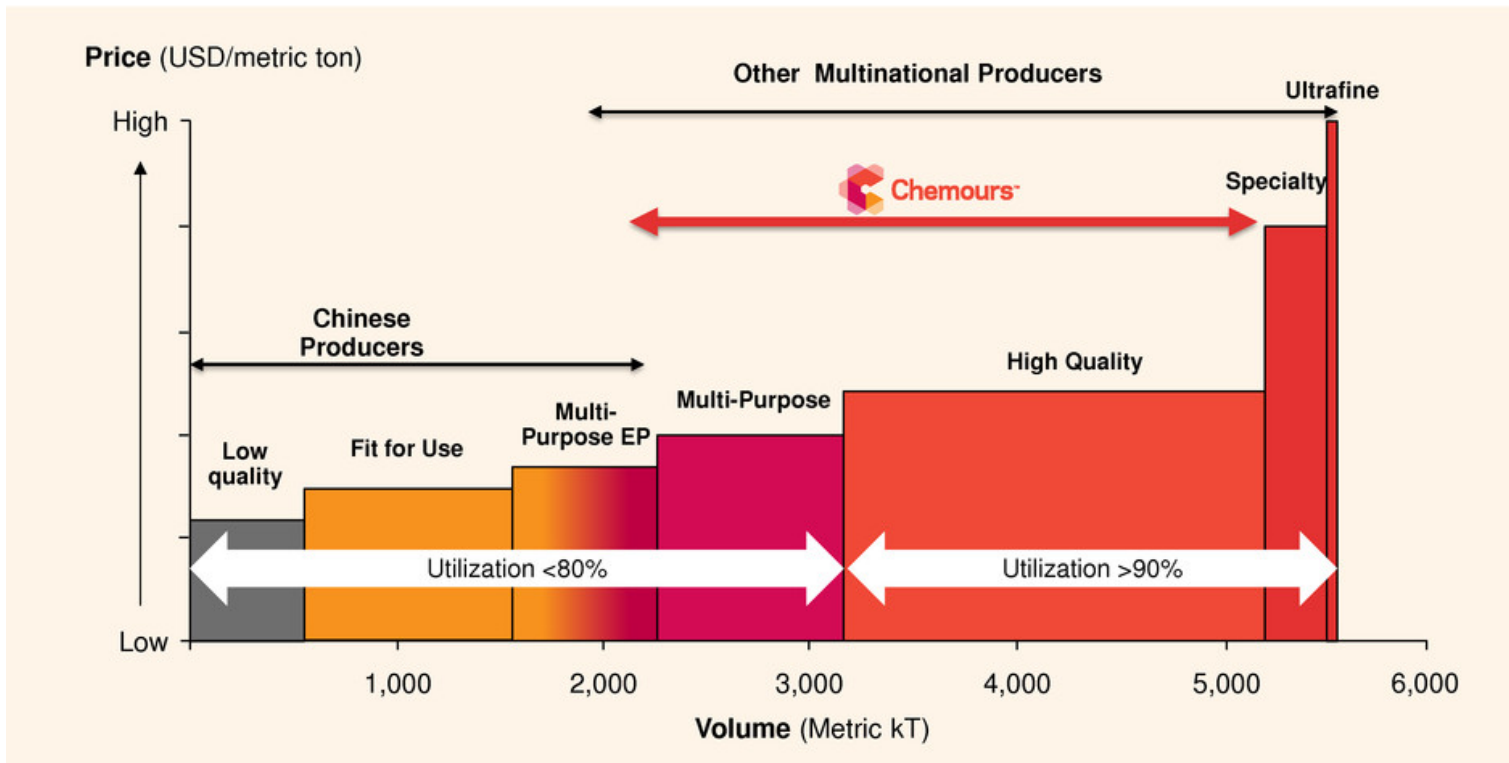 Price (USD/metric ton)
Other Multinational Producers
Ultrafine
High
Specialty
Chemours™
Chinese
Producers
High Quality
Multi-Purpose
Multi-
Purpose EP
Fit for Use
Low
quality
Utilization <80%
Utilization >90%
Low
1,000
2,000
3,000
4,000
5,000
6,000
Volume (Metric kT)